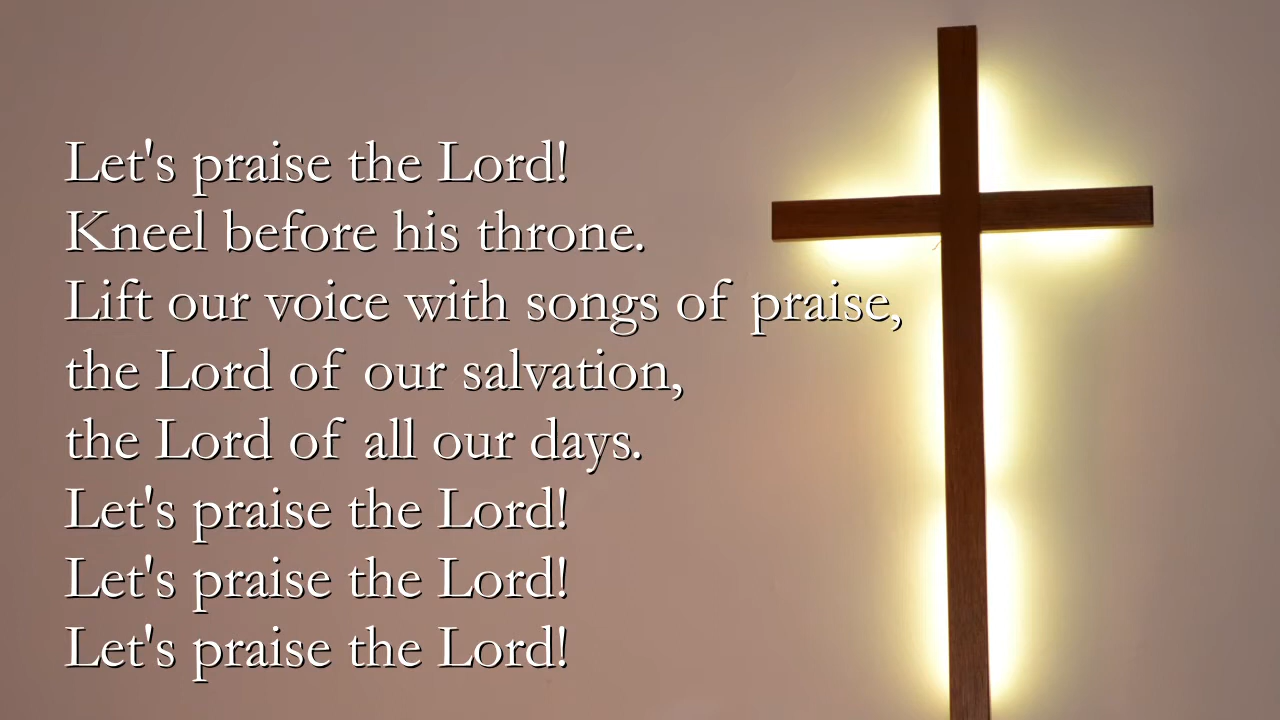 Let's praise the Lord!
Kneel before his throne.
Lift our voice with songs of praise,
the Lord of our salvation,
the Lord of all our days.
Let's praise the Lord!
Let's praise the Lord!
Let's praise the Lord!